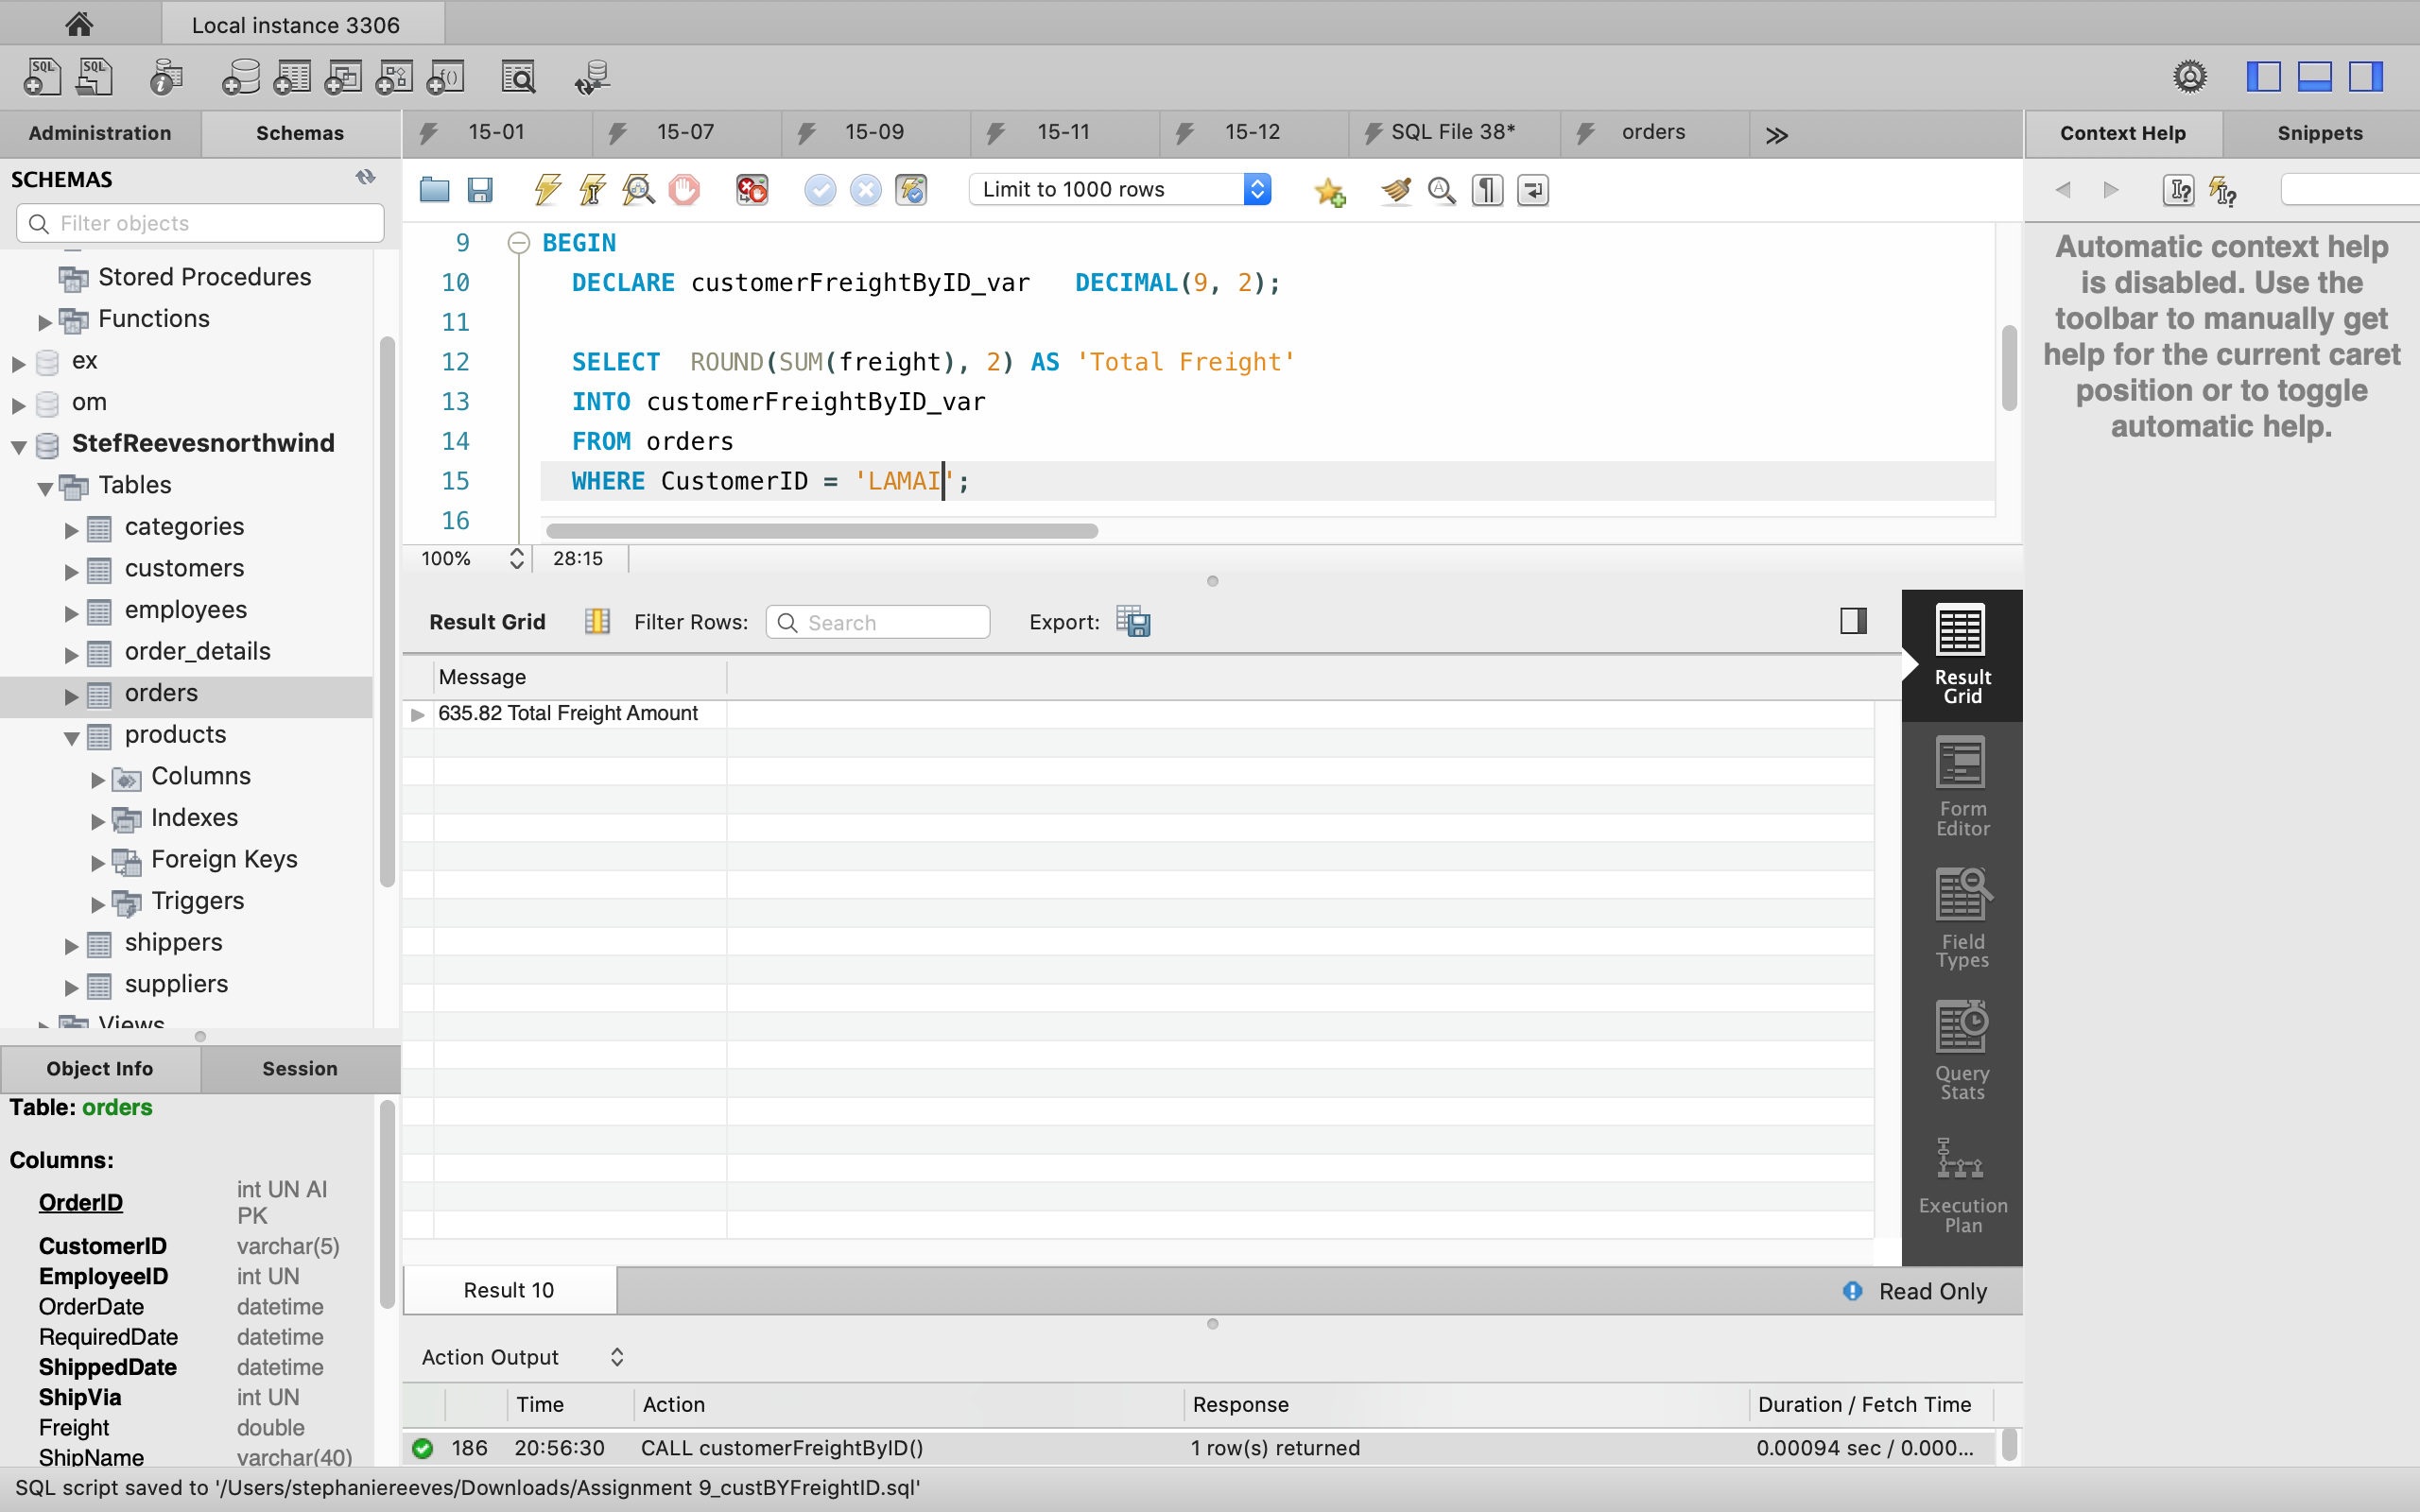 Local instance 3306
Administration
Schemas
15-01
15-07
15-09
15-11
15-12
SQL File 38*
orders
Context Help
Snippets
SCHEMAS
Filter objects
Limit to 1000 rows
Stored Procedures
Functions
ex
om
StefReevesnorthwind
Tables
categories
customers
employees
order_details
orders
products
Columns
Indexes
Foreign Keys
Triggers
shippers
suppliers
Views
9 BEGIN
10 DECLARE customerFreightByID_var DECIMAL(9, 2);
11
12 SELECT ROUND(SUM(freight), 2) AS 'Total Freight'
13 INTO customerFreightByID_var
14 FROM orders
15 WHERE CustomerID = 'LAMAI';
16
100%
28:15
Automatic context help
is disabled. Use the
toolbar to manually get
help for the current caret
position or to toggle
automatic help.
Result Grid
Filter Rows:
Search
Export:
Message
635.82 Total Freight Amount
Result
Grid
Form
Editor
Field
Types
Query
Stats
Execution
Plan
Object Info
Session
Table: orders
Columns:
OrderID int UN AI
PK
CustomerID varchar(5)
EmployeeID int UN
OrderDate datetime
RequiredDate datetime
ShippedDate datetime
ShipVia int UN
Freight double
ShipName varchar(40)
Result 10
Read Only
Action Output
Time Action Response Duration / Fetch Time
186 20:56:30 CALL customerFreightByID() 1 row(s) returned 0.00094 sec / 0.000...
SQL script saved to '/Users/stephaniereeves/Downloads/Assignment 9_custBYFreightID.sql'